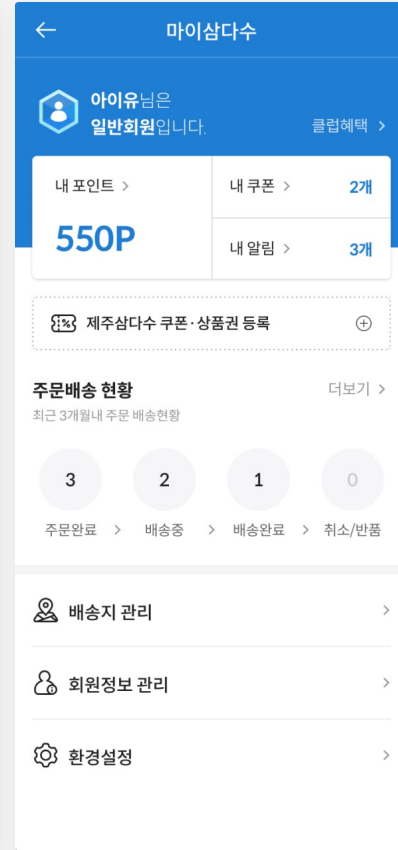 마이삼다수
아이유님은
일반회원입니다.
클럽혜택 >
내 포인트 >
550P
내 쿠폰 >
2개
내 알림 >
3개
제주삼다수 쿠폰·상품권 등록
주문배송 현황
더보기 >
최근 3개월내 주문 배송현황
3 2 1 0
주문완료 > 배송중 > 배송완료 > 취소/반품
배송지 관리 >
회원정보 관리 >
환경설정 >